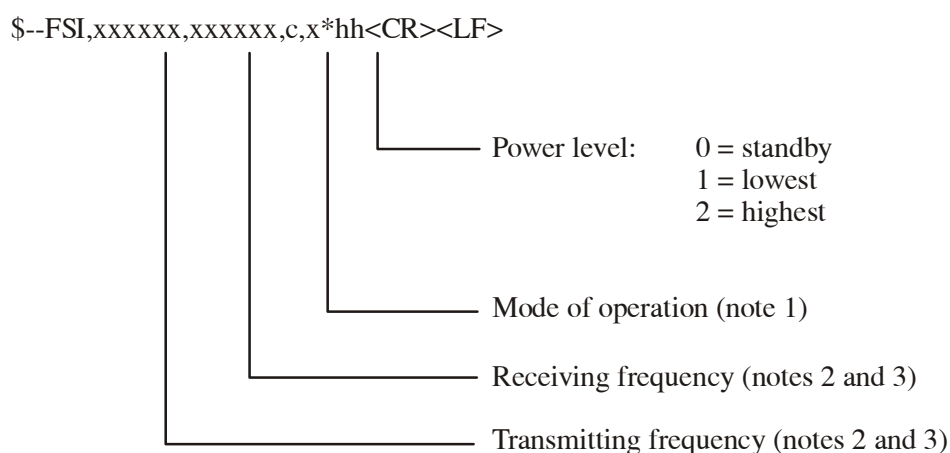 $--FSI,xxxxxx,xxxxxx,c,x*hh<CR><LF>
Power level: 0 = standby
1 = lowest
2 = highest
Mode of operation (note 1)
Receiving frequency (notes 2 and 3)
Transmitting frequency (notes 2 and 3)